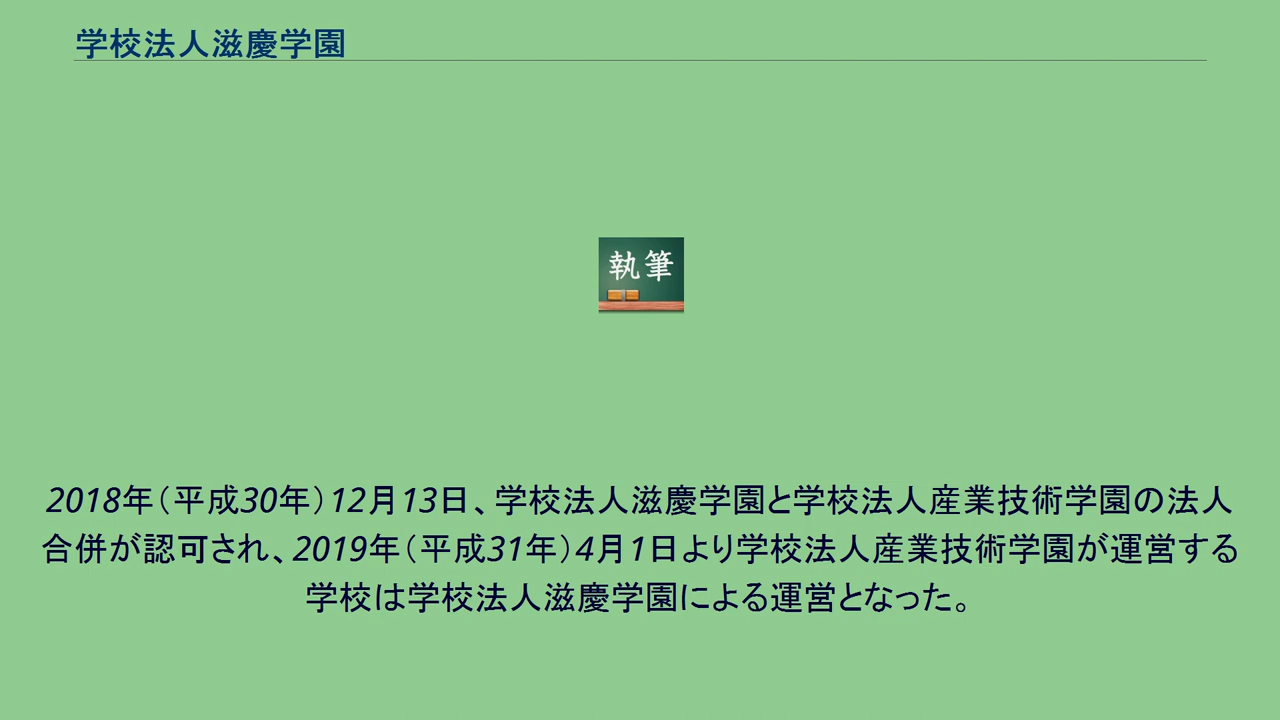 学校法人滋慶学園
執筆
2018年（平成30年）12月13日、学校法人滋慶学園と学校法人産業技術学園の法人
合併が認可され、2019年（平成31年）4月1日より学校法人産業技術学園が運営する
学校は学校法人滋慶学園による運営となった。